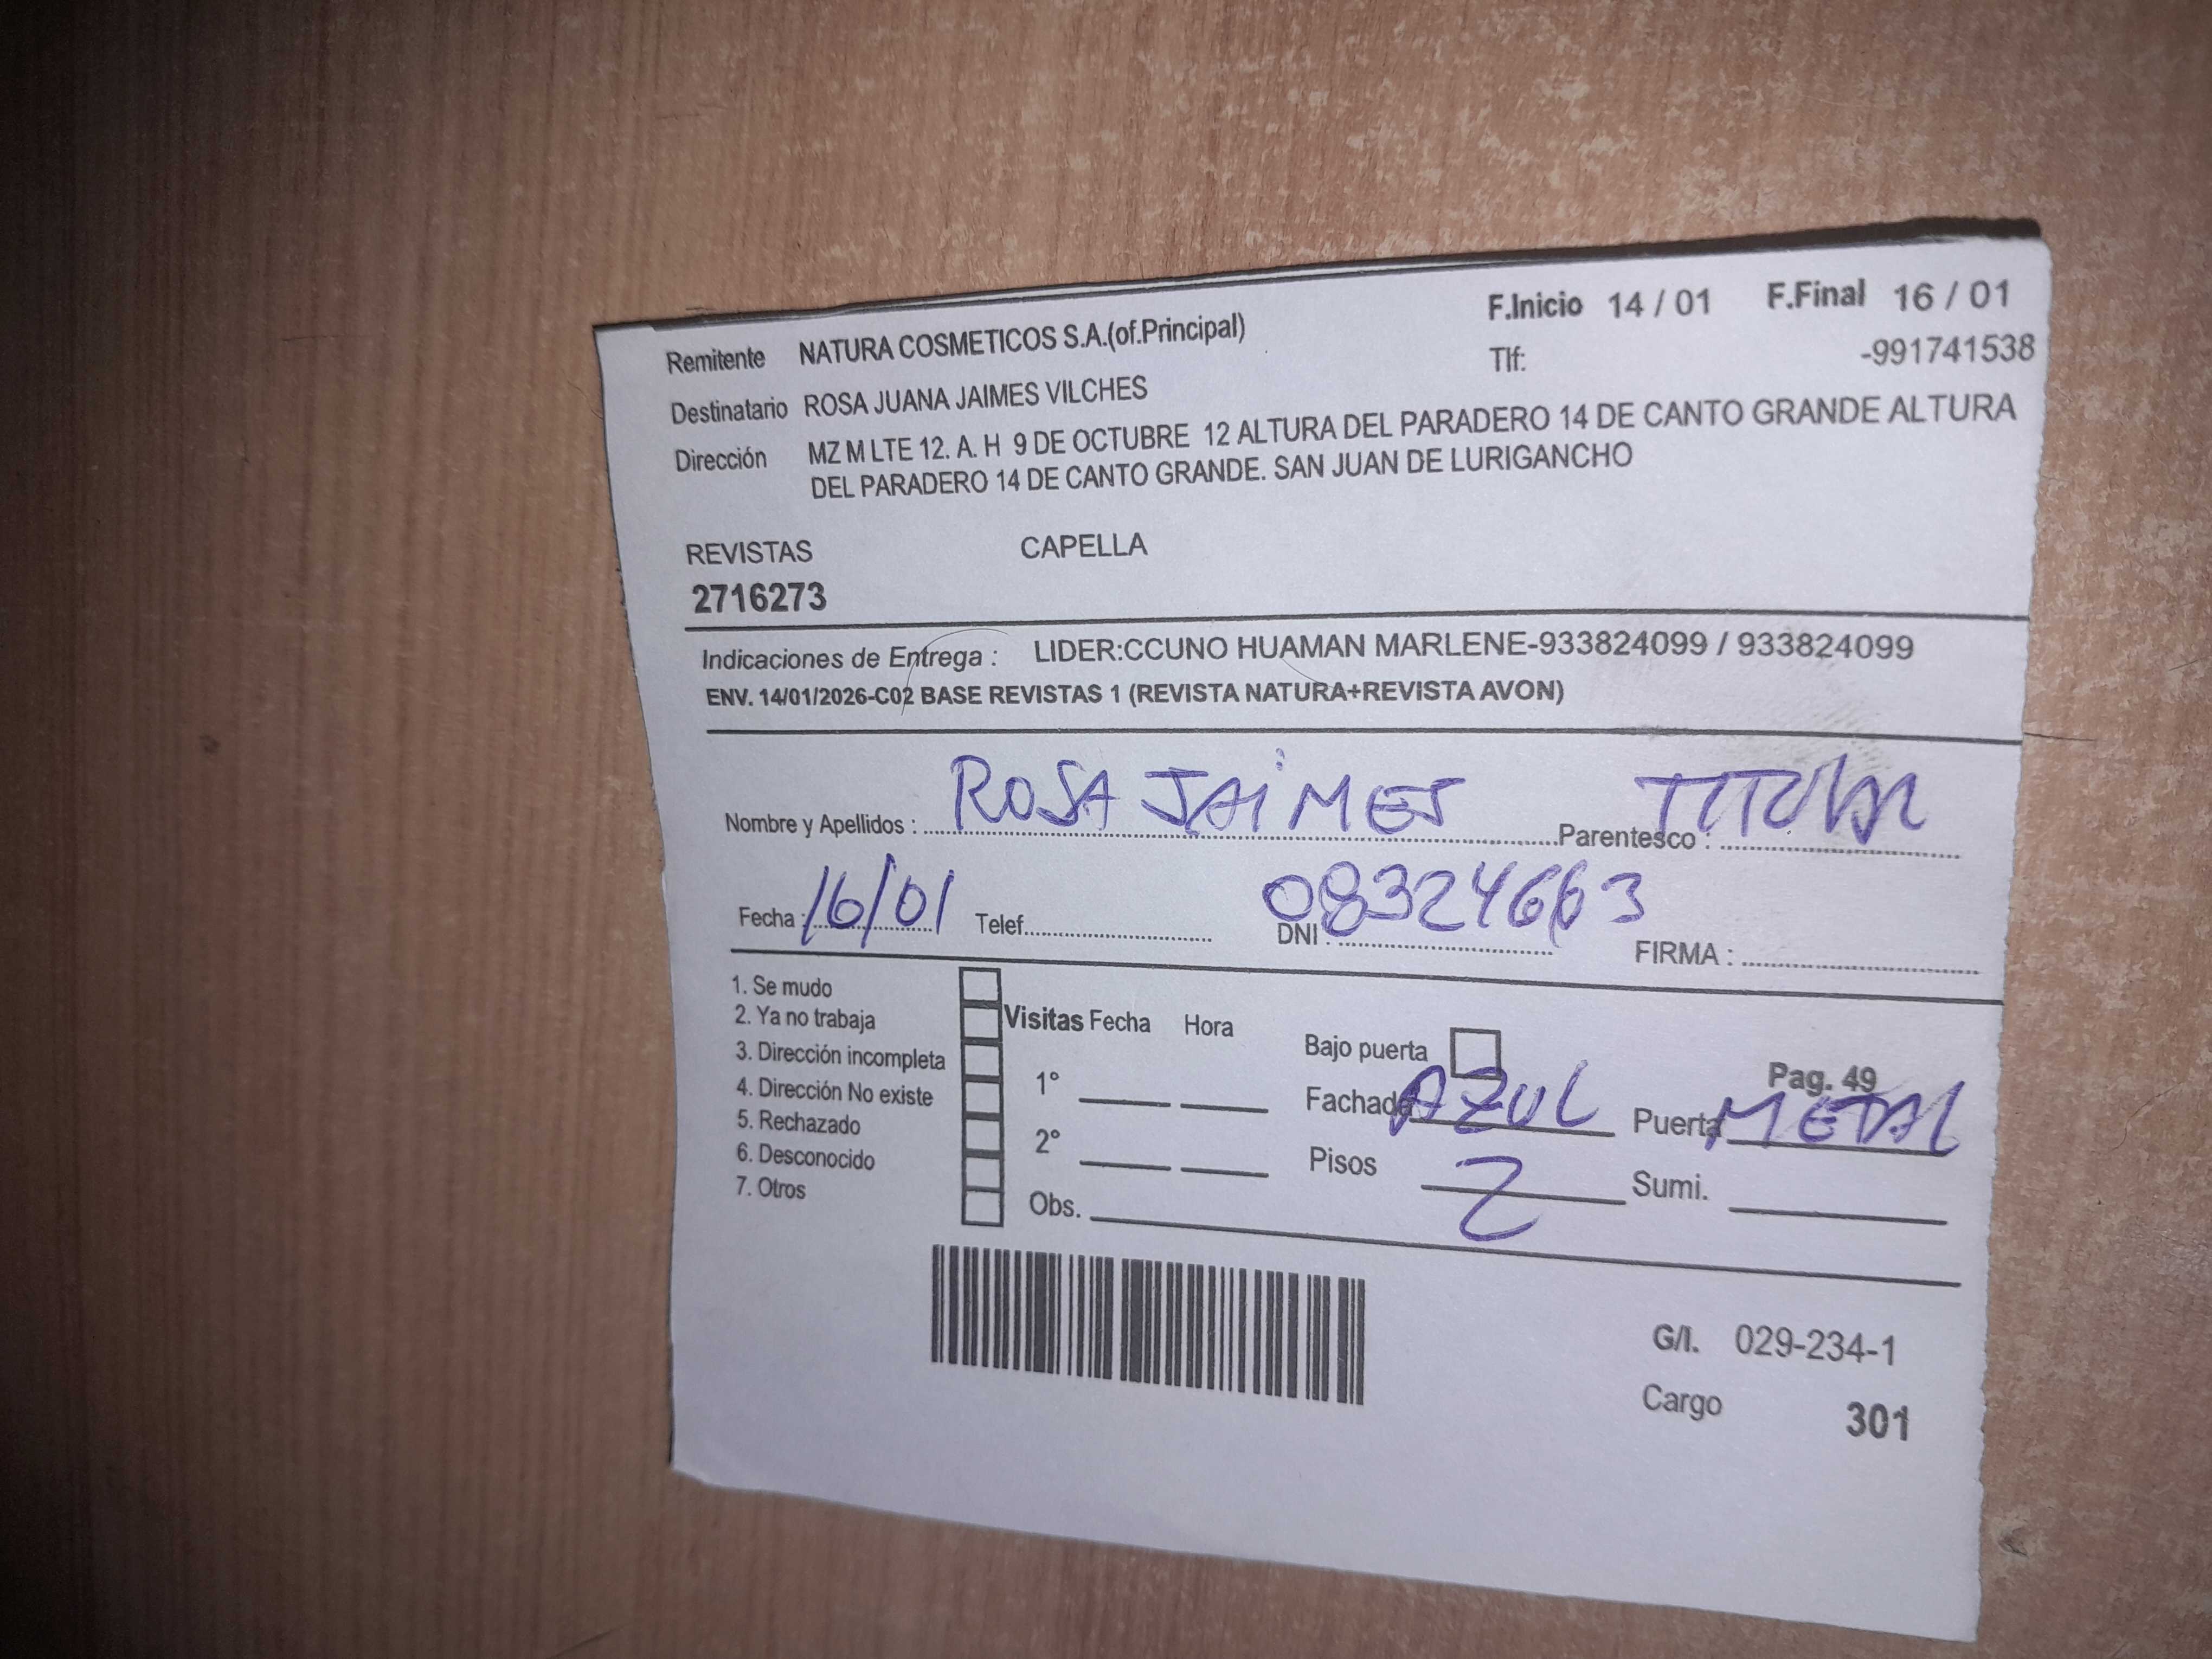 F.Inicio 14 / 01 F.Final 16 / 01
Remitente NATURA COSMETICOS S.A.(of.Principal) Tlf: -991741538
Destinatario ROSA JUANA JAIMES VILCHES
Dirección MZ M LTE 12. A. H 9 DE OCTUBRE 12 ALTURA DEL PARADERO 14 DE CANTO GRANDE ALTURA
DEL PARADERO 14 DE CANTO GRANDE. SAN JUAN DE LURIGANCHO
REVISTAS CAPELLA
2716273
Indicaciones de Entrega : LIDER:CCUNO HUAMAN MARLENE-933824099 / 933824099
ENV. 14/01/2026-C02 BASE REVISTAS 1 (REVISTA NATURA+REVISTA AVON)
Nombre y Apellidos : ROSA JAIMES Parentesco : TITULAR
Fecha : 16/01 Telef. DNI : 08324663 FIRMA :
1. Se mudo
2. Ya no trabaja Visitas Fecha Hora
3. Dirección incompleta Bajo puerta Pag. 49
4. Dirección No existe 1° Fachada AZUL Puerta METAL
5. Rechazado
6. Desconocido 2° Pisos 2 Sumi.
7. Otros Obs.
G/I. 029-234-1
Cargo 301